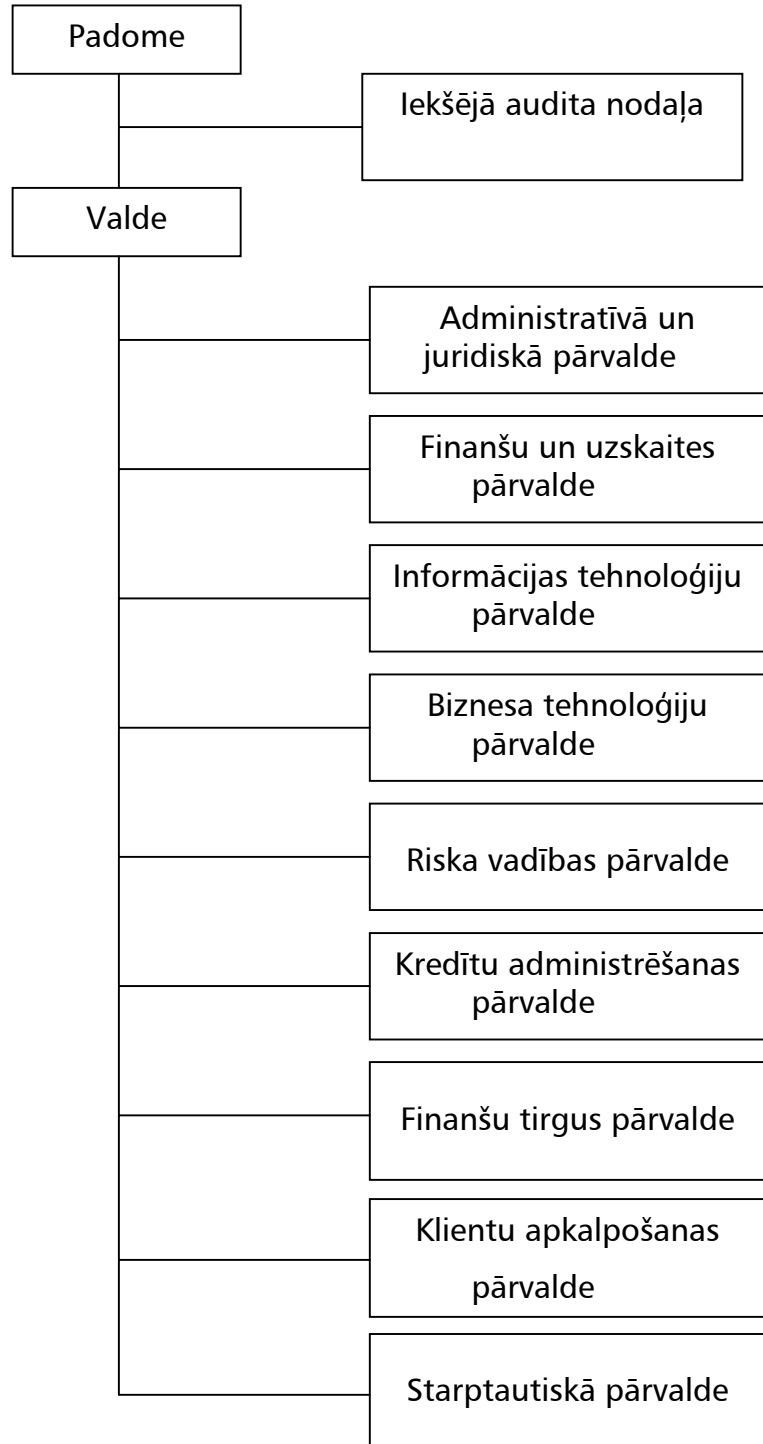 Padome
Iekšējā audita nodaļa
Valde
Administratīvā un
juridiskā pārvalde
Finanšu un uzskaites
pārvalde
Informācijas tehnoloģiju
pārvalde
Biznesa tehnoloģiju
pārvalde
Riska vadības pārvalde
Kredītu administrēšanas
pārvalde
Finanšu tirgus pārvalde
Klientu apkalpošanas
pārvalde
Starptautiskā pārvalde